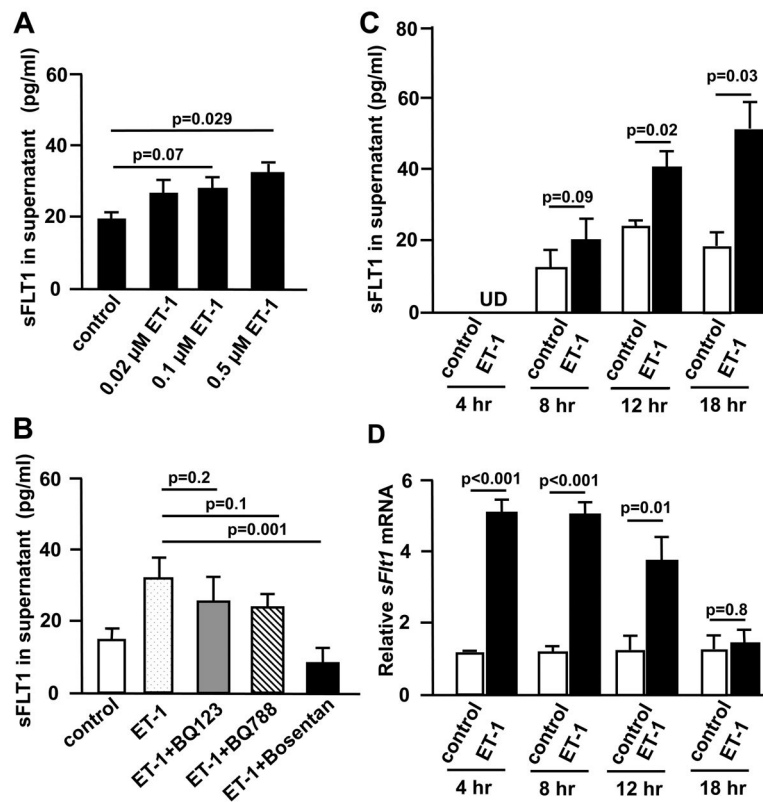 A
sFLT1 in supernatant (pg/ml)
60
40
20
0
p=0.029
p=0.07
control
0.02 µM ET-1
0.1 µM ET-1
0.5 µM ET-1
B
sFLT1 in supernatant (pg/ml)
60
40
20
0
p=0.2
p=0.1
p=0.001
control
ET-1
ET-1+BQ123
ET-1+BQ788
ET-1+Bosentan
C
sFLT1 in supernatant (pg/ml)
80
60
40
20
0
p=0.03
p=0.02
p=0.09
UD
control
ET-1
control
ET-1
control
ET-1
control
ET-1
4 hr
8 hr
12 hr
18 hr
D
Relative sFlt1 mRNA
6
4
2
0
p<0.001
p<0.001
p=0.01
p=0.8
control
ET-1
control
ET-1
control
ET-1
control
ET-1
4 hr
8 hr
12 hr
18 hr